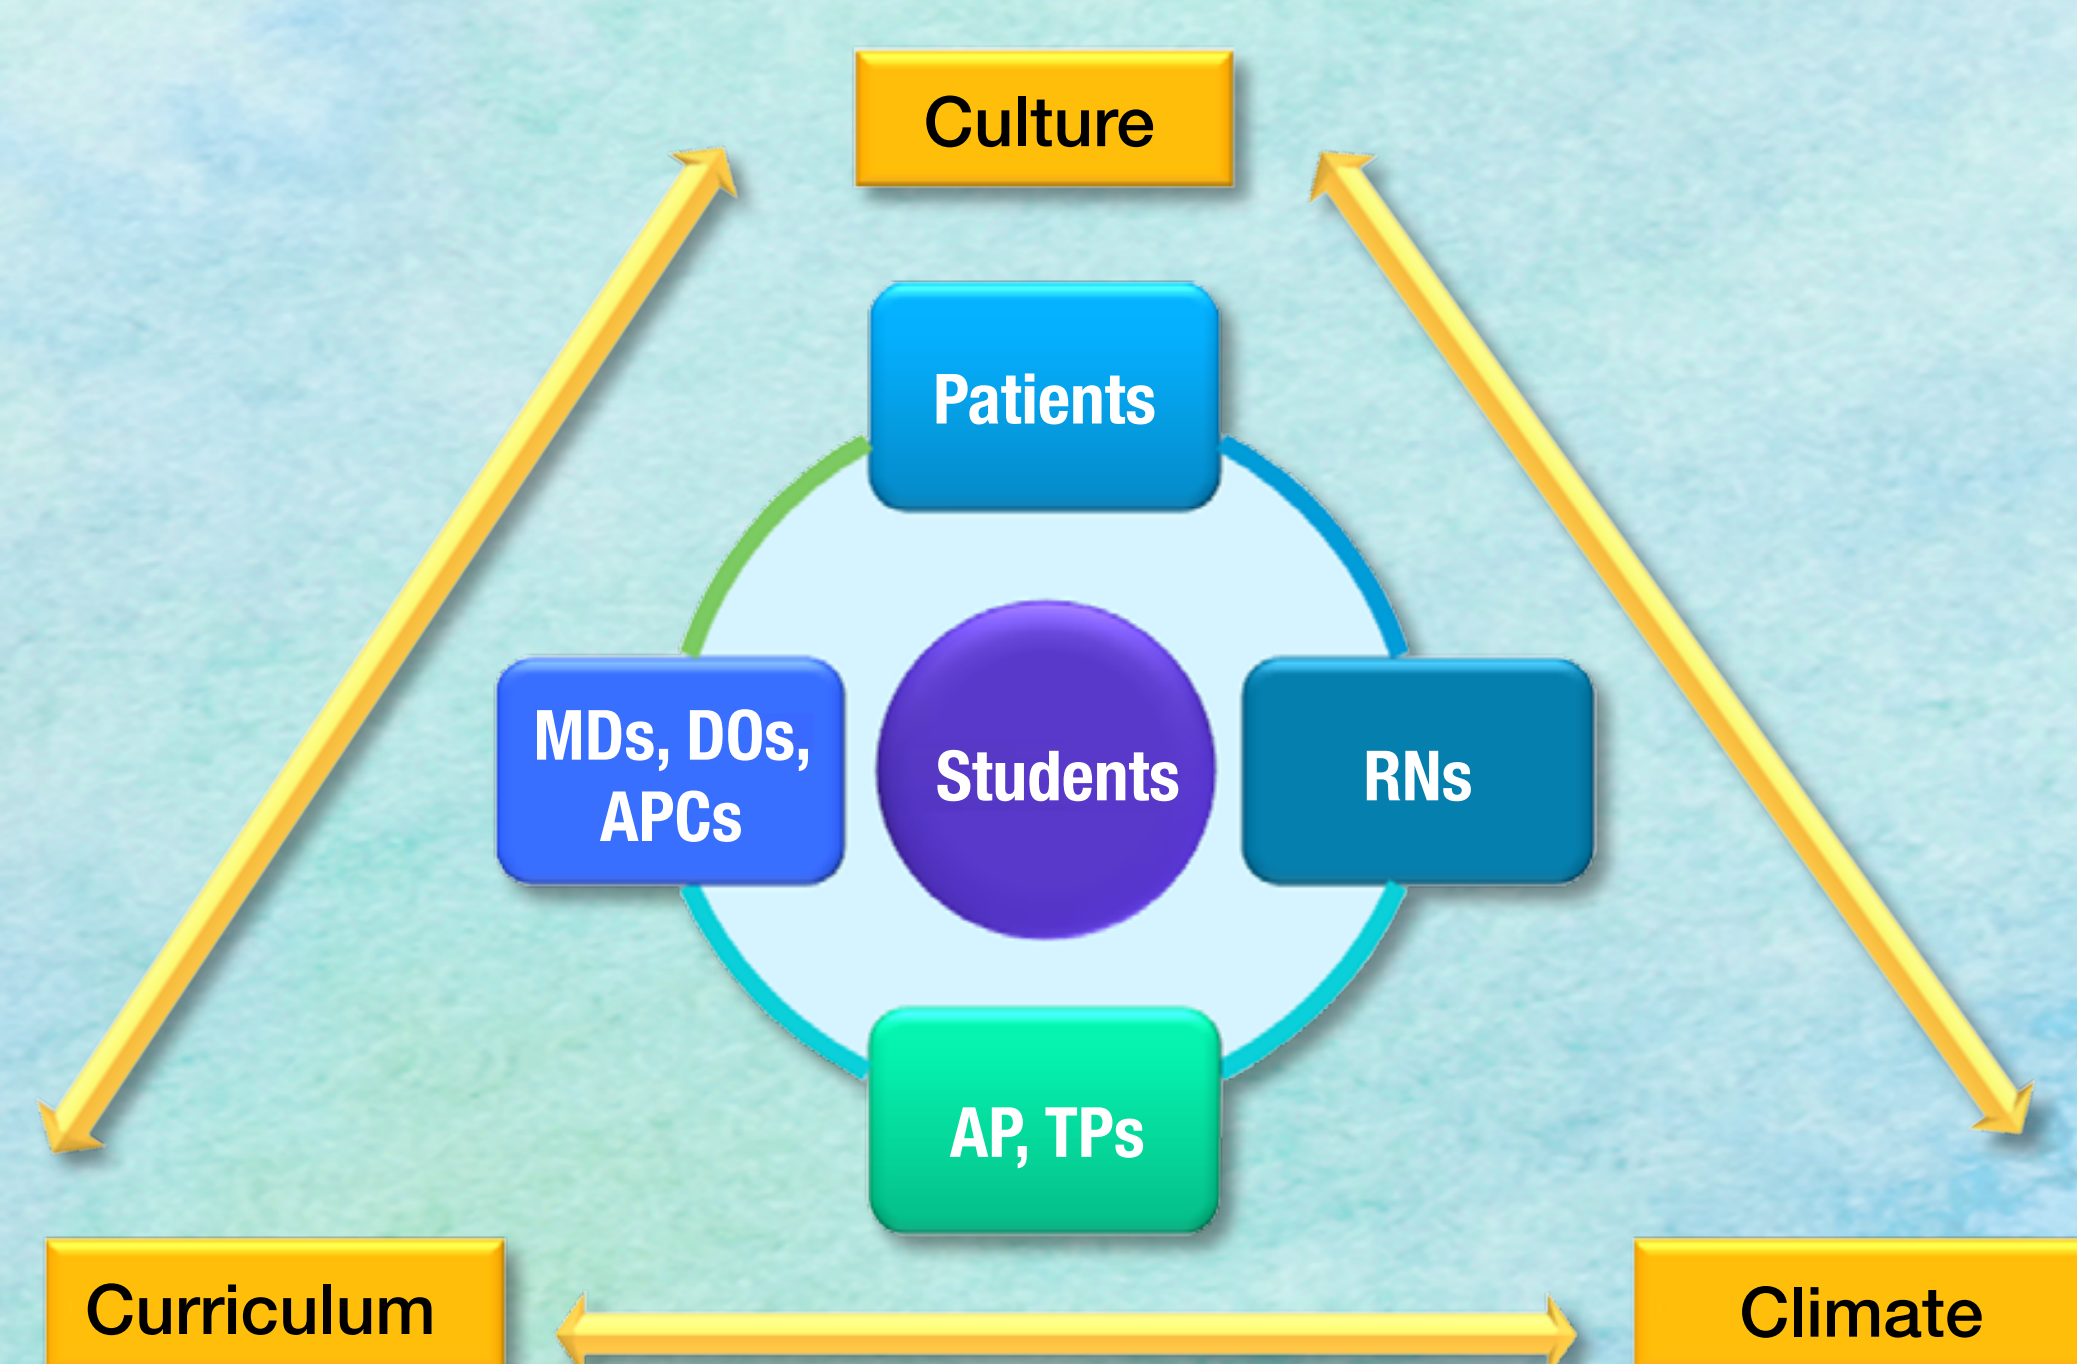 Culture
Patients
MDs, DOs,
APCs
Students
RNs
AP, TPs
Curriculum
Climate